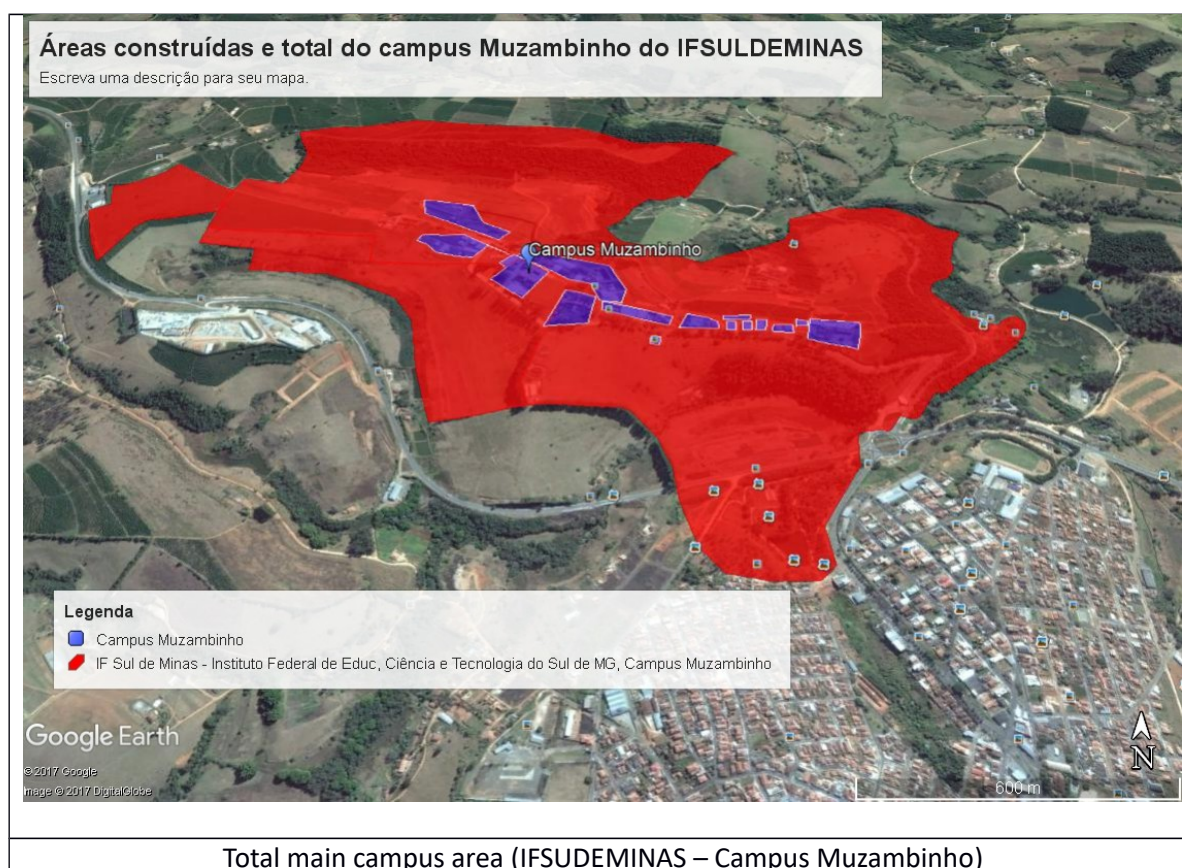 Áreas construídas e total do campus Muzambinho do IFSULDEMINAS
Escreva uma descrição para seu mapa.
Campus Muzambinho
Legenda
Campus Muzambinho
IF Sul de Minas - Instituto Federal de Educ, Ciência e Tecnologia do Sul de MG, Campus Muzambinho
Google Earth
© 2017 Google
mage © 2017 DigitalGlobe
N
600 m
Total main campus area (IFSUDEMINAS – Campus Muzambinho)